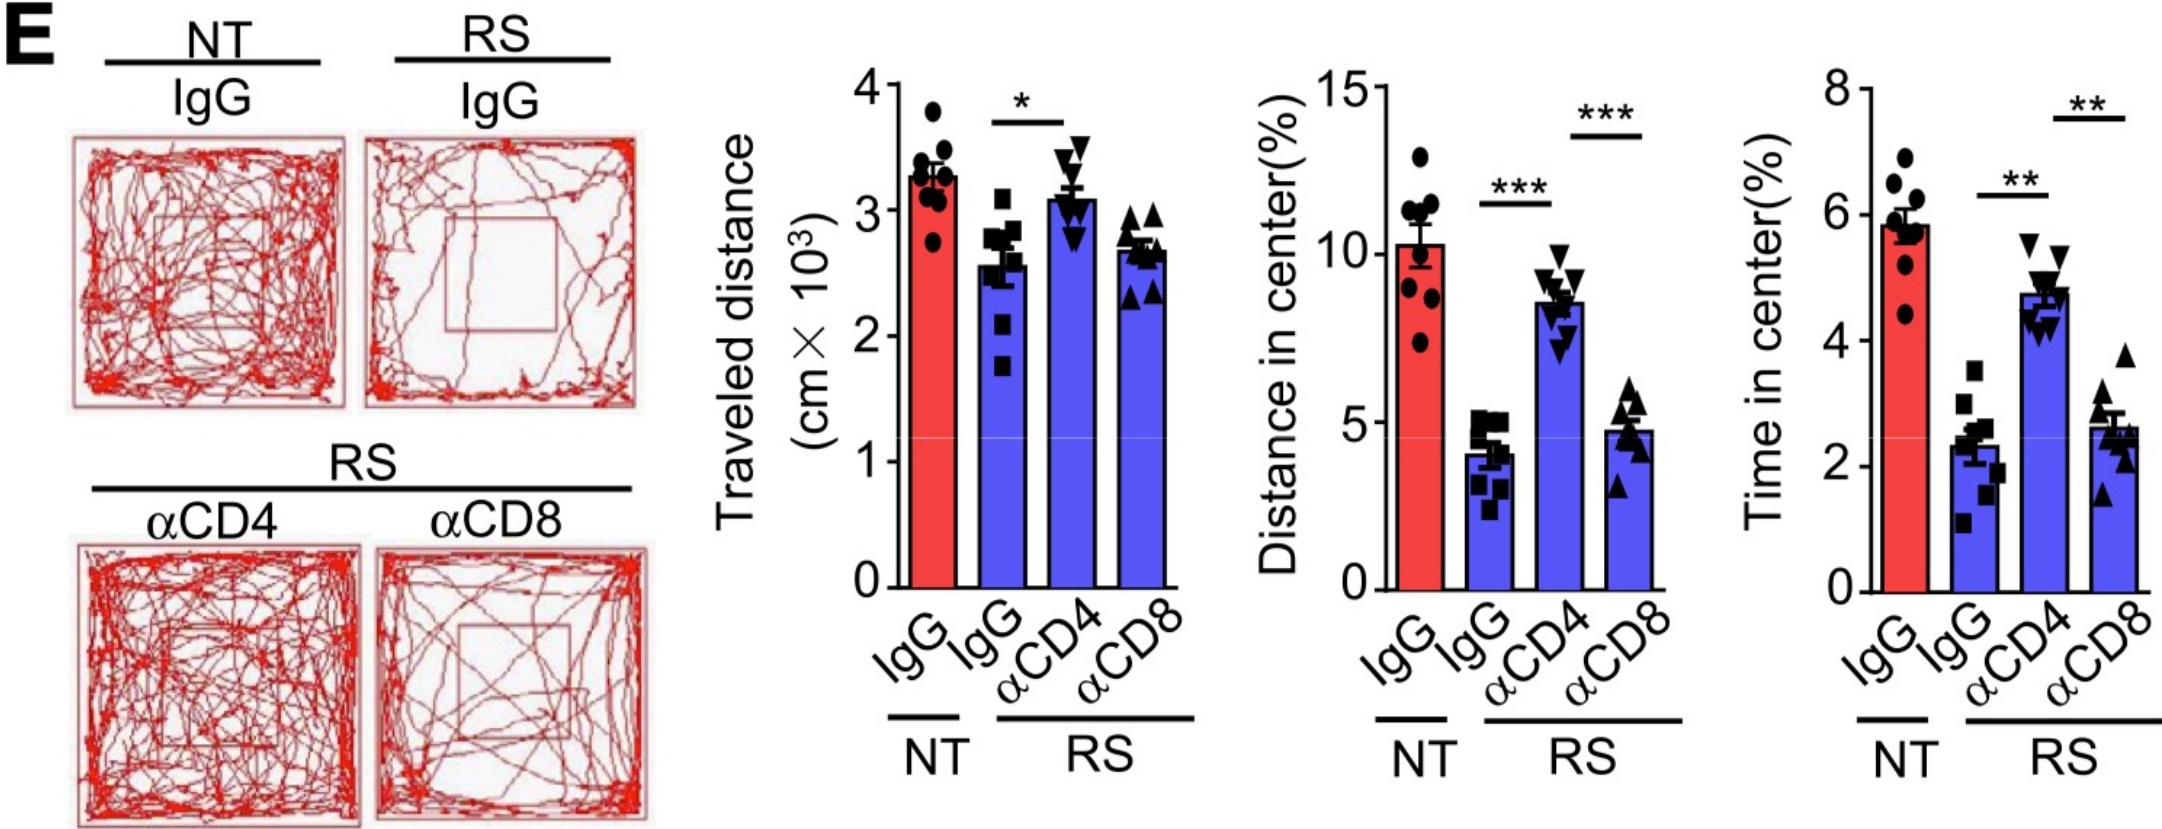 E
NT
RS
IgG
IgG
RS
αCD4
αCD8
Traveled distance
(cm × 10³)
4
3
2
1
0
*
IgG
IgG
αCD4
αCD8
NT
RS
Distance in center(%)
15
10
5
0
***
***
IgG
IgG
αCD4
αCD8
NT
RS
Time in center(%)
8
6
4
2
0
**
**
IgG
IgG
αCD4
αCD8
NT
RS